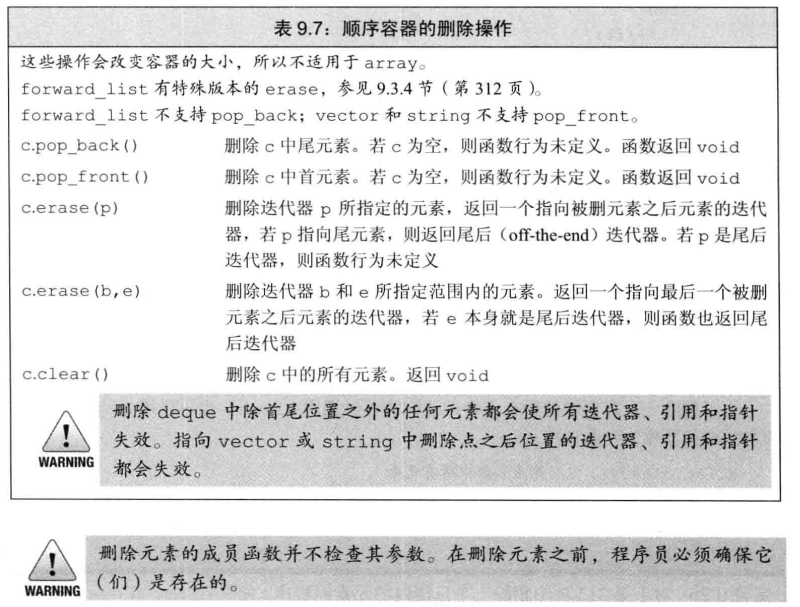 表 9.7：顺序容器的删除操作
这些操作会改变容器的大小，所以不适用于 array。
forward_list 有特殊版本的 erase，参见 9.3.4 节（第 312 页）。
forward_list 不支持 pop_back；vector 和 string 不支持 pop_front。
c.pop_back() 删除 c 中尾元素。若 c 为空，则函数行为未定义。函数返回 void
c.pop_front() 删除 c 中首元素。若 c 为空，则函数行为未定义。函数返回 void
c.erase(p) 删除迭代器 p 所指定的元素，返回一个指向被删元素之后元素的迭代
器，若 p 指向尾元素，则返回尾后（off-the-end）迭代器。若 p 是尾后
迭代器，则函数行为未定义
c.erase(b,e) 删除迭代器 b 和 e 所指定范围内的元素。返回一个指向最后一个被删
元素之后元素的迭代器，若 e 本身就是尾后迭代器，则函数也返回尾
后迭代器
c.clear() 删除 c 中的所有元素。返回 void
删除 deque 中除首尾位置之外的任何元素都会使所有迭代器、引用和指针
失效。指向 vector 或 string 中删除点之后位置的迭代器、引用和指针
都会失效。
WARNING
删除元素的成员函数并不检查其参数。在删除元素之前，程序员必须确保它
（们）是存在的。
WARNING